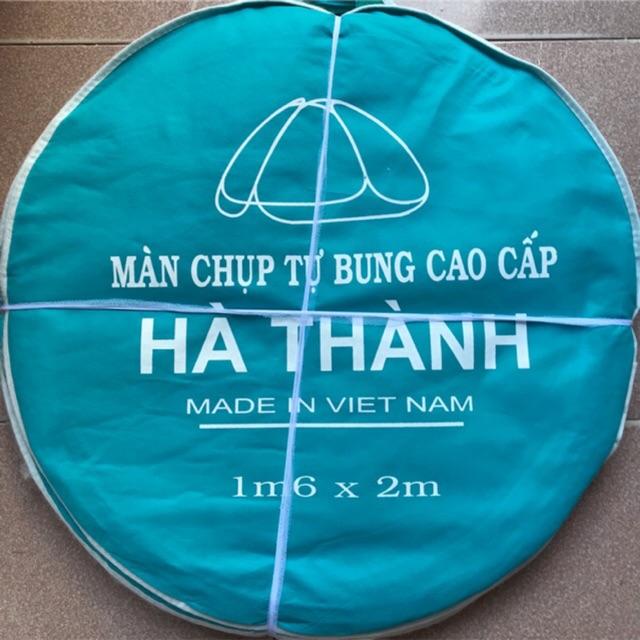 MÀN CHỤP TỰ BUNG CAO CẤP
HÀ THÀNH
MADE IN VIET NAM
1m6 x 2m